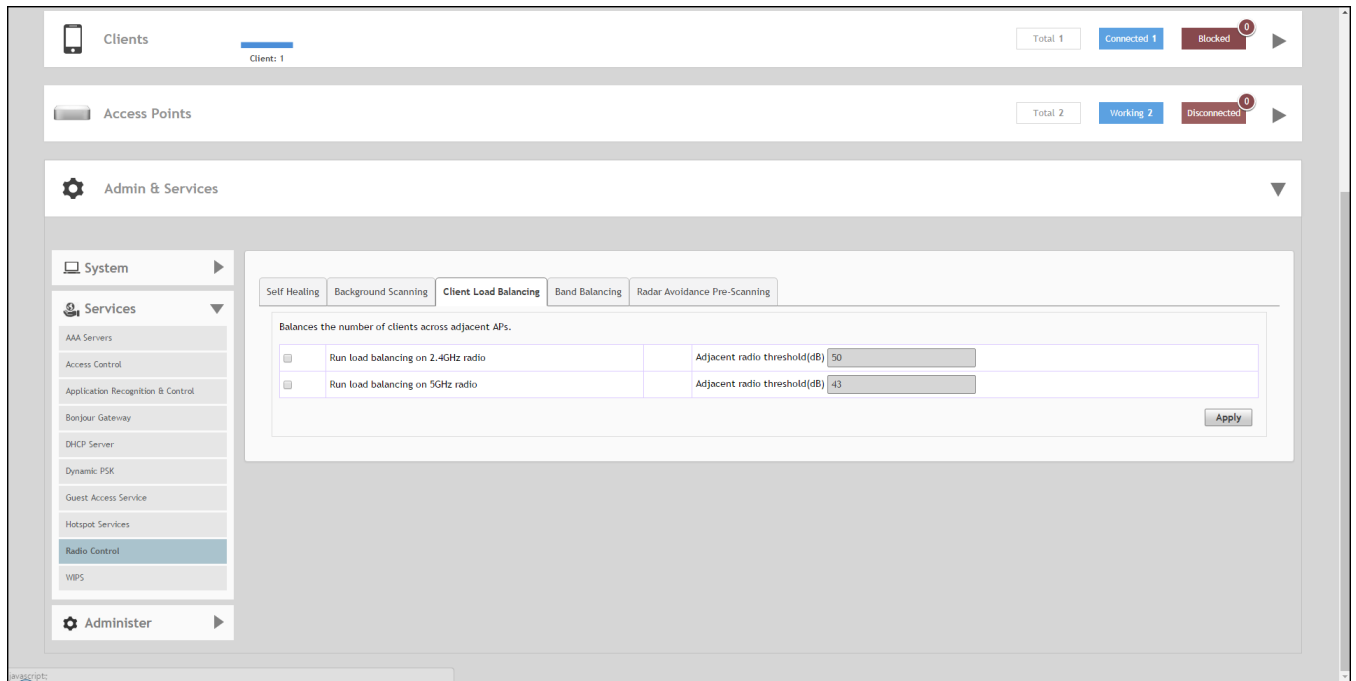 Clients
Client: 1
Total 1
Connected 1
Blocked
0
Access Points
Total 2
Working 2
Disconnected
0
Admin & Services
System
Services
AAA Servers
Access Control
Application Recognition & Control
Bonjour Gateway
DHCP Server
Dynamic PSK
Guest Access Service
Hotspot Services
Radio Control
WIPS
Administer
Self Healing
Background Scanning
Client Load Balancing
Band Balancing
Radar Avoidance Pre-Scanning
Balances the number of clients across adjacent APs.
Run load balancing on 2.4GHz radio
Adjacent radio threshold(dB) 50
Run load balancing on 5GHz radio
Adjacent radio threshold(dB) 43
Apply
javascript: